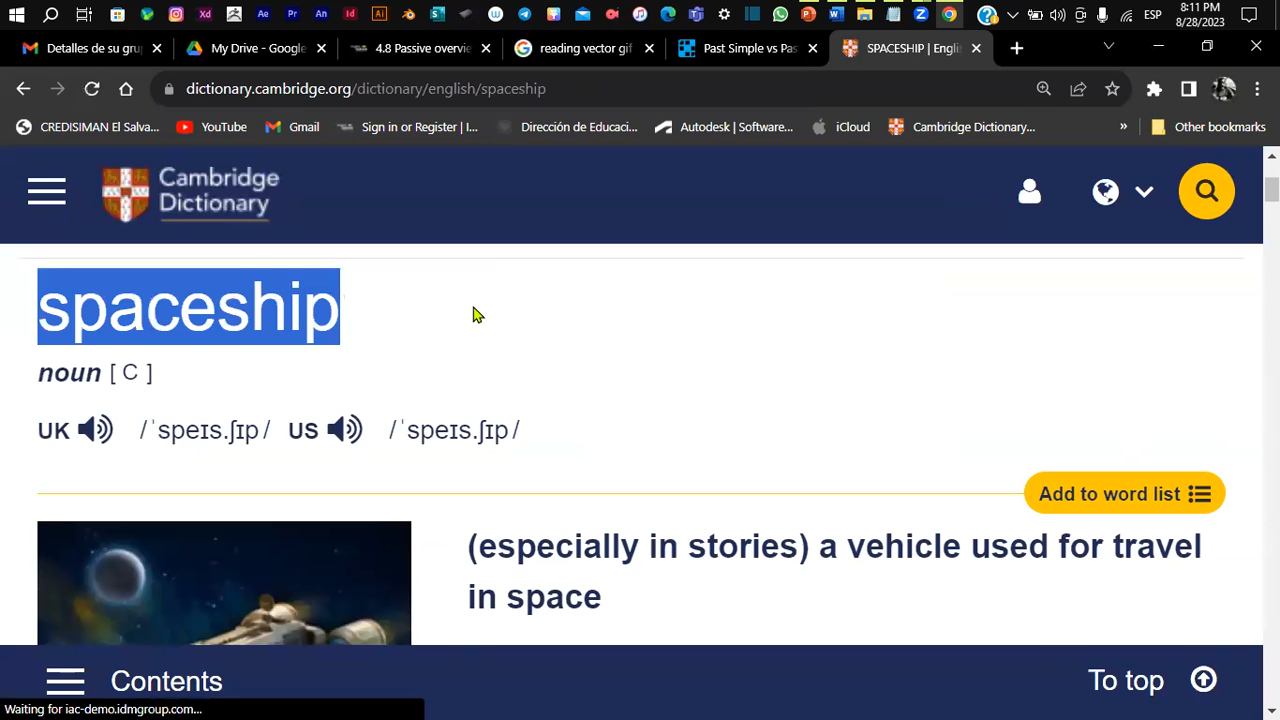 ESP
8:11 PM
8/28/2023
Detalles de su gru
My Drive - Google
4.8 Passive overvie
reading vector gif
Past Simple vs Pas
SPACESHIP | Engli
dictionary.cambridge.org/dictionary/english/spaceship
CREDISIMAN El Salva...
YouTube
Gmail
Sign in or Register | I...
Dirección de Educaci...
Autodesk | Software...
iCloud
Cambridge Dictionary...
»
Other bookmarks
Cambridge
Dictionary
spaceship
noun [ C ]
UK /ˈspeɪs.ʃɪp/ US /ˈspeɪs.ʃɪp/
Add to word list
(especially in stories) a vehicle used for travel
in space
Contents
To top
Waiting for iac-demo.idmgroup.com...